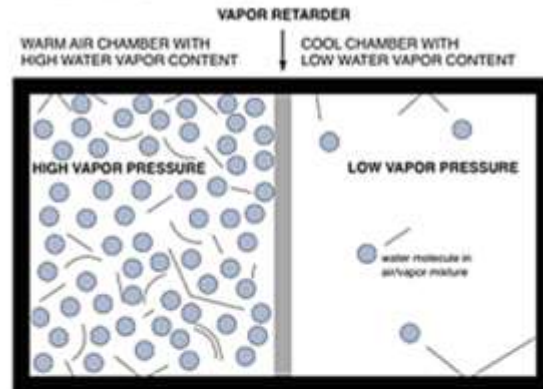 VAPOR RETARDER
WARM AIR CHAMBER WITH
HIGH WATER VAPOR CONTENT
COOL CHAMBER WITH
LOW WATER VAPOR CONTENT
HIGH VAPOR PRESSURE
LOW VAPOR PRESSURE
water molecule in
air/vapor mixture